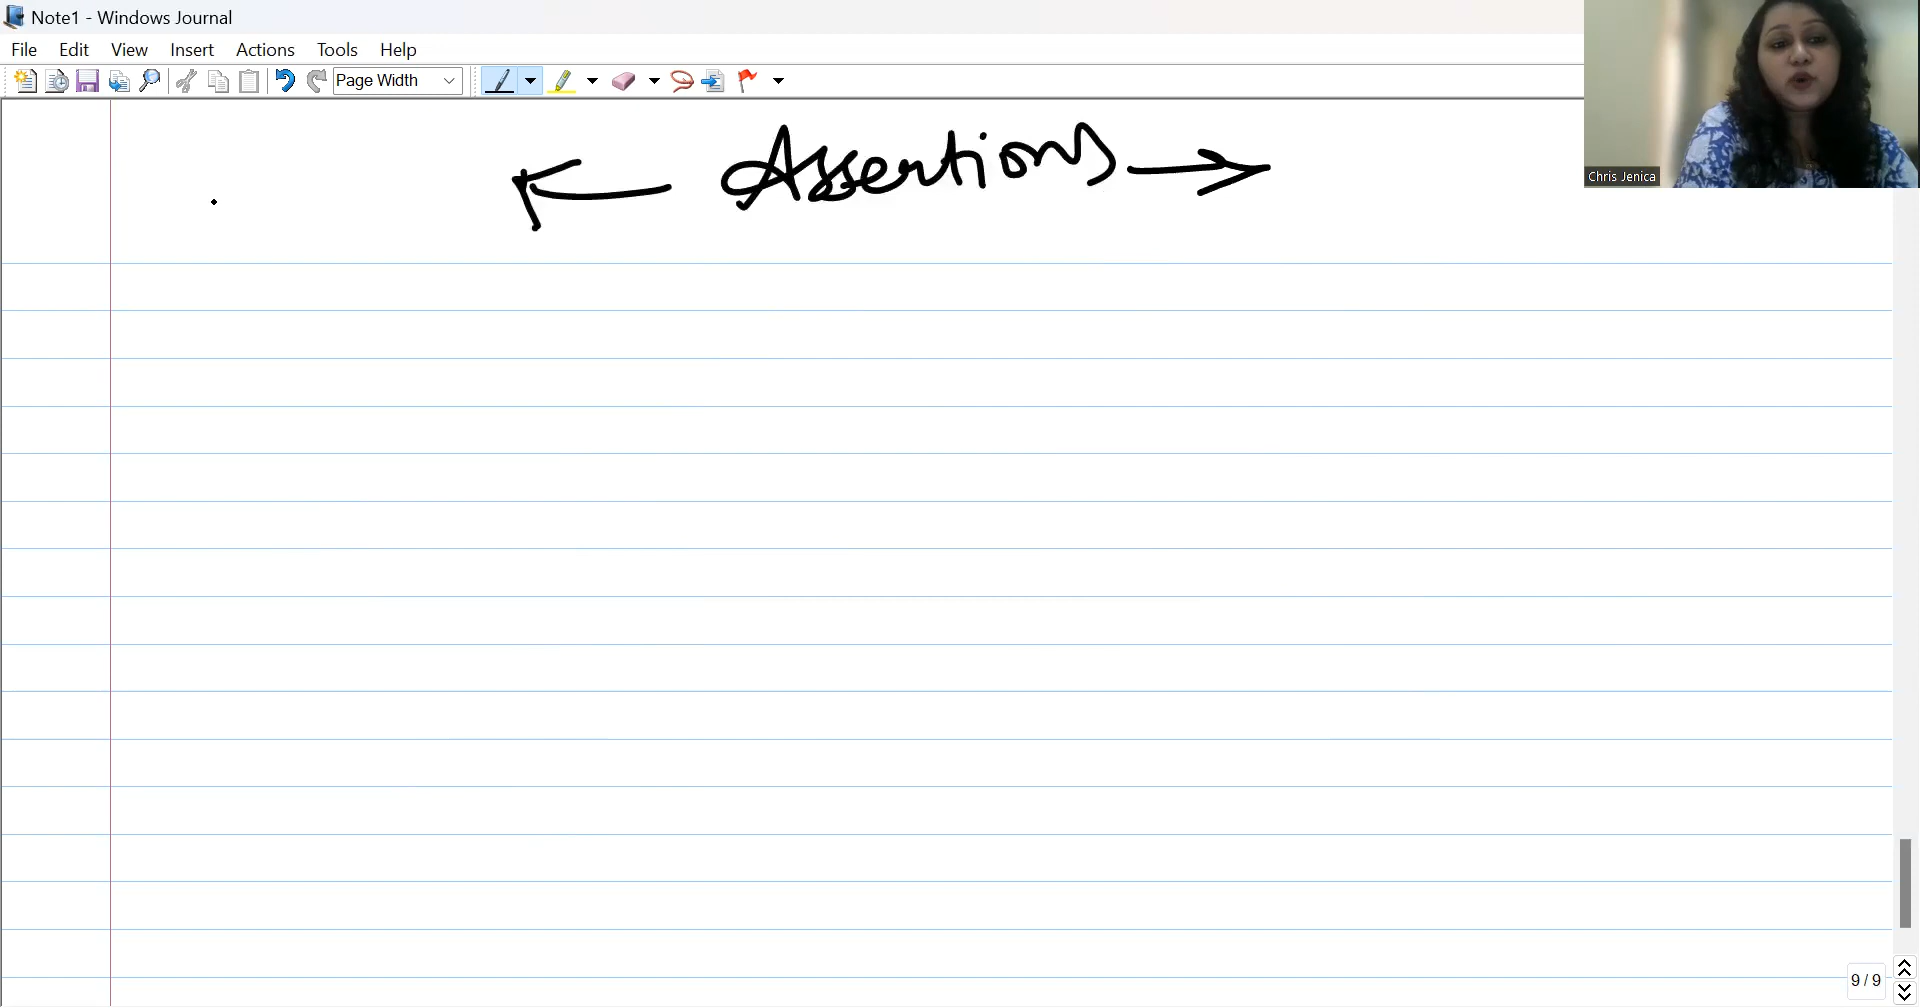 Note1 - Windows Journal
File Edit View Insert Actions Tools Help
Page Width
Assertions
Chris Jenica
9 / 9